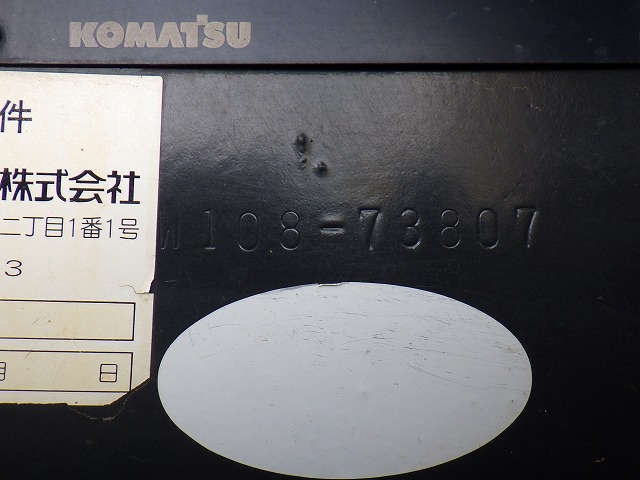 KOMATSU
件
株式会社
二丁目1番1号
3
月 日
W108-73807